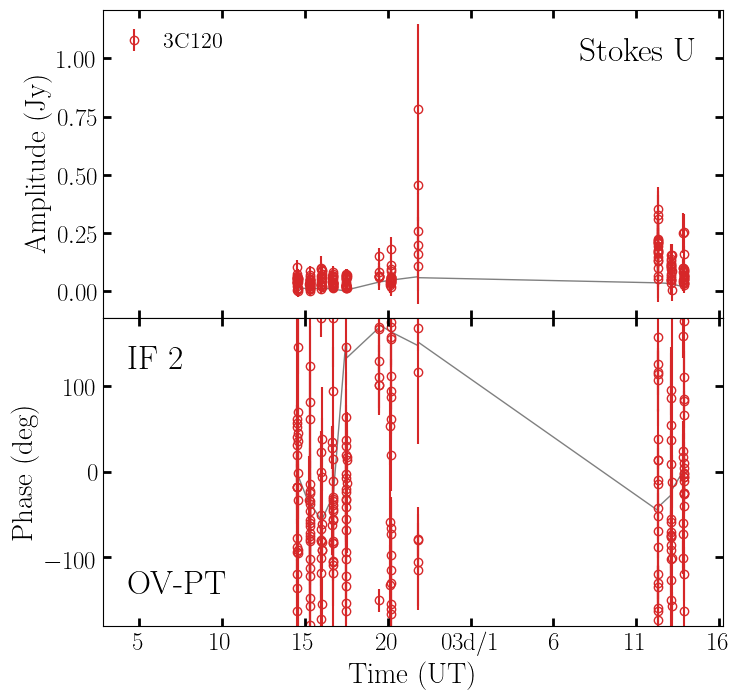 3C120
Stokes U
1.00
0.75
0.50
0.25
0.00
Amplitude (Jy)
IF 2
100
0
−100
Phase (deg)
OV-PT
5 10 15 20 03d/1 6 11 16
Time (UT)